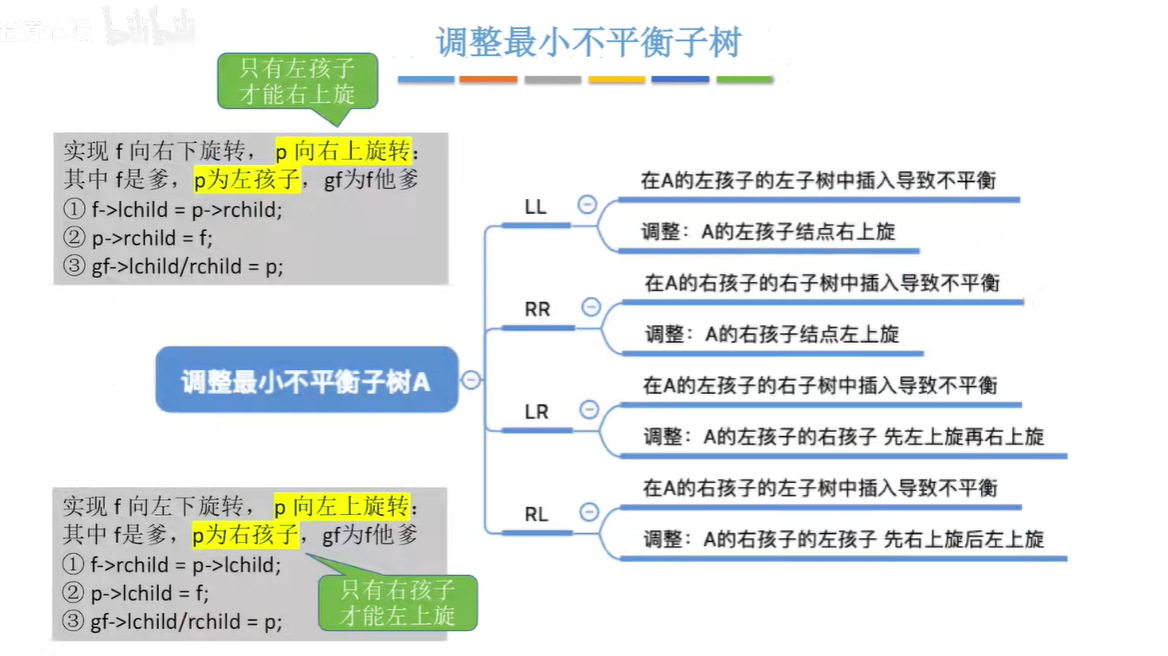 bilibili
调整最小不平衡子树
只有左孩子
才能右上旋
实现 f 向右下旋转， p 向右上旋转：
其中 f是爹，p为左孩子，gf为f他爹
① f->lchild = p->rchild;
② p->rchild = f;
③ gf->lchild/rchild = p;
调整最小不平衡子树A
LL
在A的左孩子的左子树中插入导致不平衡
调整：A的左孩子结点右上旋
RR
在A的右孩子的右子树中插入导致不平衡
调整：A的右孩子结点左上旋
LR
在A的左孩子的右子树中插入导致不平衡
调整：A的左孩子的右孩子 先左上旋再右上旋
RL
在A的右孩子的左子树中插入导致不平衡
调整：A的右孩子的左孩子 先右上旋后左上旋
实现 f 向左下旋转， p 向左上旋转：
其中 f是爹，p为右孩子，gf为f他爹
① f->rchild = p->lchild;
② p->lchild = f;
③ gf->lchild/rchild = p;
只有右孩子
才能左上旋